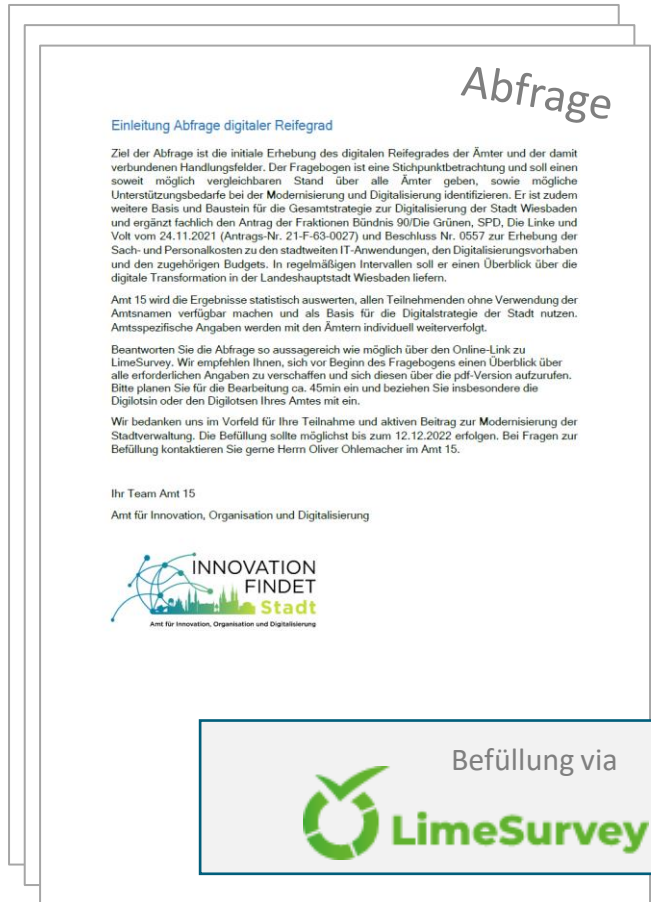 Abfrage
Einleitung Abfrage digitaler Reifegrad
Ziel der Abfrage ist die initiale Erhebung des digitalen Reifegrades der Ämter und der damit
verbundenen Handlungsfelder. Der Fragebogen ist eine Stichpunktbetrachtung und soll einen
soweit möglich vergleichbaren Stand über alle Ämter geben, sowie mögliche
Unterstützungsbedarfe bei der Modernisierung und Digitalisierung identifizieren. Er ist zudem
weitere Basis und Baustein für die Gesamtstrategie zur Digitalisierung der Stadt Wiesbaden
und ergänzt fachlich den Antrag der Fraktionen Bündnis 90/Die Grünen, SPD, Die Linke und
Volt vom 24.11.2021 (Antrags-Nr. 21-F-63-0027) und Beschluss Nr. 0557 zur Erhebung der
Sach- und Personalkosten zu den stadtweiten IT-Anwendungen, den Digitalisierungsvorhaben
und den zugehörigen Budgets. In regelmäßigen Intervallen soll er einen Überblick über die
digitale Transformation in der Landeshauptstadt Wiesbaden liefern.
Amt 15 wird die Ergebnisse statistisch auswerten, allen Teilnehmenden ohne Verwendung der
Amtsnamen verfügbar machen und als Basis für die Digitalstrategie der Stadt nutzen.
Amtsspezifische Angaben werden mit den Ämtern individuell weiterverfolgt.
Beantworten Sie die Abfrage so aussagereich wie möglich über den Online-Link zu
LimeSurvey. Wir empfehlen Ihnen, sich vor Beginn des Fragebogens einen Überblick über
alle erforderlichen Angaben zu verschaffen und sich diesen über die pdf-Version aufzurufen.
Bitte planen Sie für die Bearbeitung ca. 45min ein und beziehen Sie insbesondere die
Digilotsin oder den Digilotsen Ihres Amtes mit ein.
Wir bedanken uns im Vorfeld für Ihre Teilnahme und aktiven Beitrag zur Modernisierung der
Stadtverwaltung. Die Befüllung sollte möglichst bis zum 12.12.2022 erfolgen. Bei Fragen zur
Befüllung kontaktieren Sie gerne Herrn Oliver Ohlemacher im Amt 15.
Ihr Team Amt 15
Amt für Innovation, Organisation und Digitalisierung
INNOVATION
FINDET
Stadt
Amt für Innovation, Organisation und Digitalisierung
Befüllung via
LimeSurvey